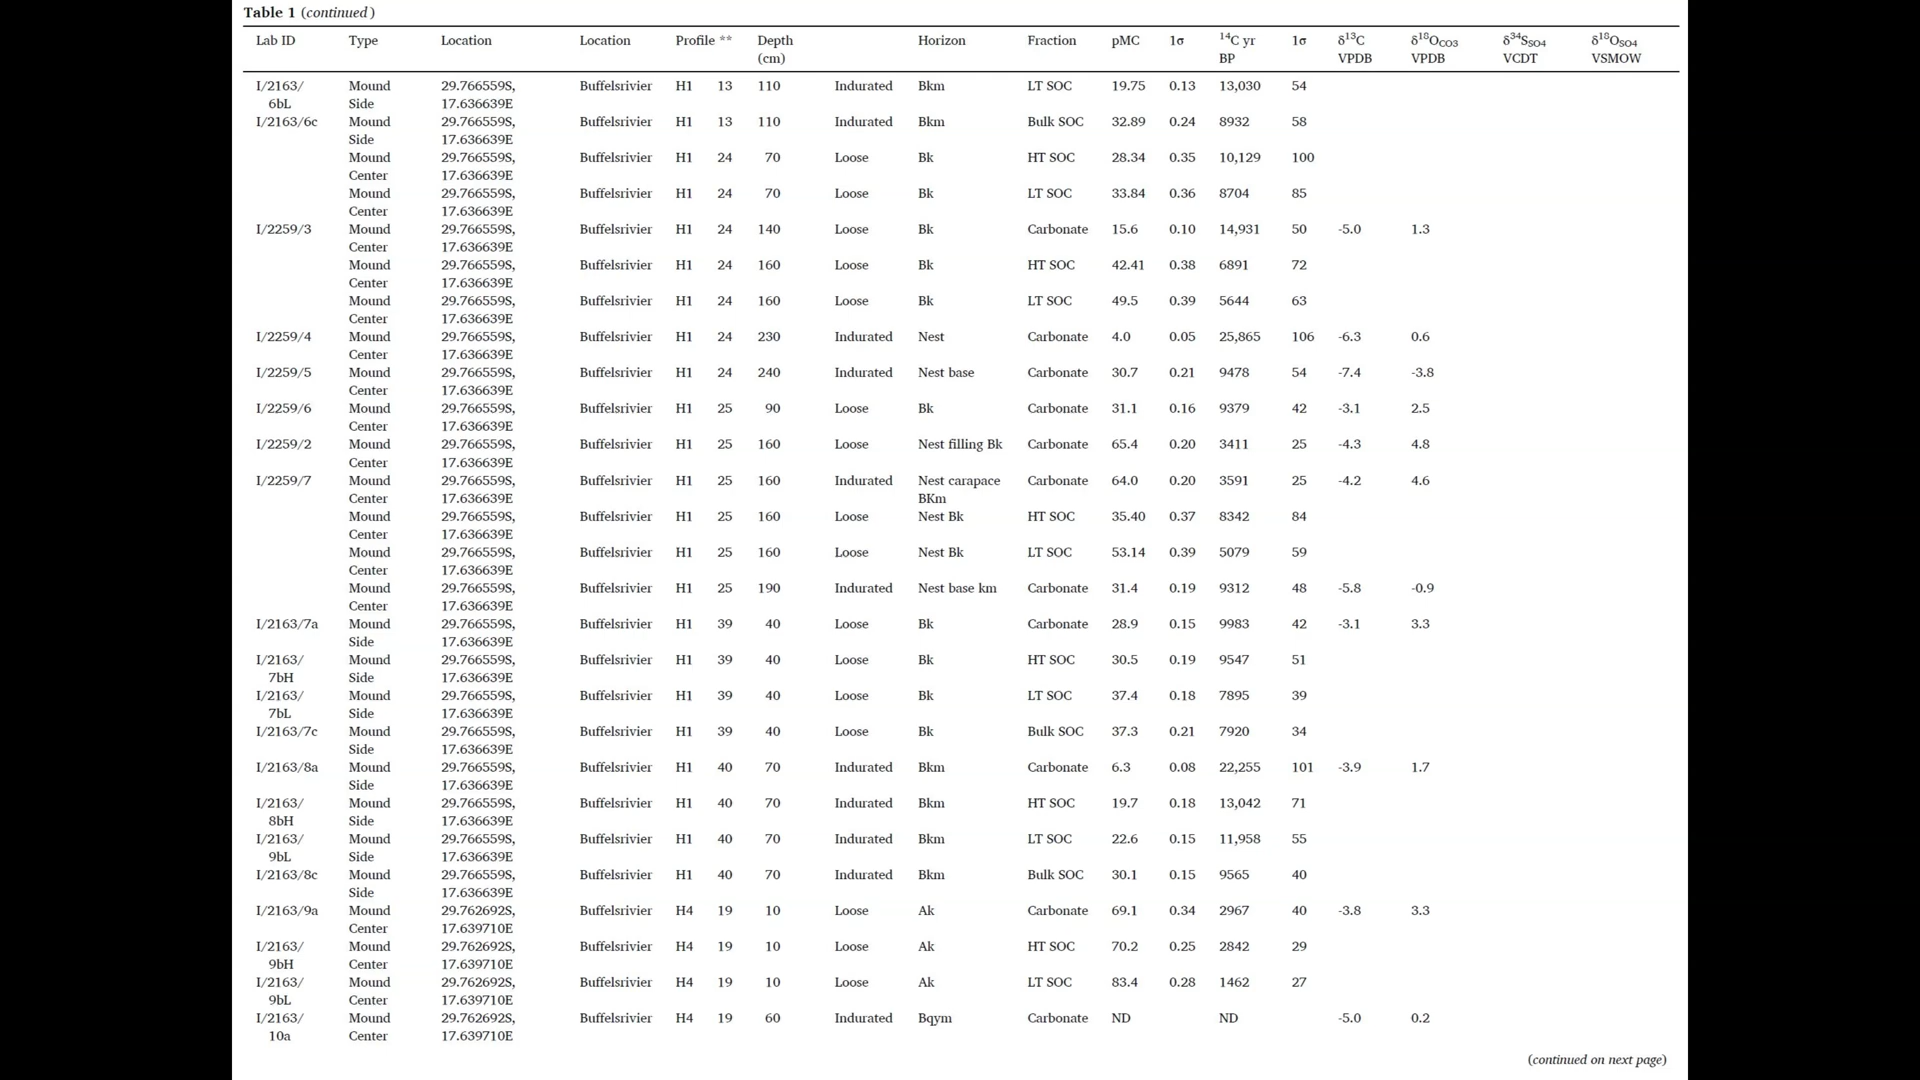 Table 1 (continued)
Lab ID Type Location Location Profile ** Depth (cm) Horizon Fraction pMC 1σ ¹⁴C yr BP 1σ δ¹³C VPDB δ¹⁸O_CO3 VPDB δ³⁴S_SO4 VCDT δ¹⁸O_SO4 VSMOW
I/2163/6bL Mound Side 29.766559S, 17.636639E Buffelsrivier H1 13 110 Indurated Bkm LT SOC 19.75 0.13 13,030 54
I/2163/6c Mound Side 29.766559S, 17.636639E Buffelsrivier H1 13 110 Indurated Bkm Bulk SOC 32.89 0.24 8932 58
Mound Center 29.766559S, 17.636639E Buffelsrivier H1 24 70 Loose Bk HT SOC 28.34 0.35 10,129 100
Mound Center 29.766559S, 17.636639E Buffelsrivier H1 24 70 Loose Bk LT SOC 33.84 0.36 8704 85
I/2259/3 Mound Center 29.766559S, 17.636639E Buffelsrivier H1 24 140 Loose Bk Carbonate 15.6 0.10 14,931 50 -5.0 1.3
Mound Center 29.766559S, 17.636639E Buffelsrivier H1 24 160 Loose Bk HT SOC 42.41 0.38 6891 72
Mound Center 29.766559S, 17.636639E Buffelsrivier H1 24 160 Loose Bk LT SOC 49.5 0.39 5644 63
I/2259/4 Mound Center 29.766559S, 17.636639E Buffelsrivier H1 24 230 Indurated Nest Carbonate 4.0 0.05 25,865 106 -6.3 0.6
I/2259/5 Mound Center 29.766559S, 17.636639E Buffelsrivier H1 24 240 Indurated Nest base Carbonate 30.7 0.21 9478 54 -7.4 -3.8
I/2259/6 Mound Center 29.766559S, 17.636639E Buffelsrivier H1 25 90 Loose Bk Carbonate 31.1 0.16 9379 42 -3.1 2.5
I/2259/2 Mound Center 29.766559S, 17.636639E Buffelsrivier H1 25 160 Loose Nest filling Bk Carbonate 65.4 0.20 3411 25 -4.3 4.8
I/2259/7 Mound Center 29.766559S, 17.636639E Buffelsrivier H1 25 160 Indurated Nest carapace BKm Carbonate 64.0 0.20 3591 25 -4.2 4.6
Mound Center 29.766559S, 17.636639E Buffelsrivier H1 25 160 Loose Nest Bk HT SOC 35.40 0.37 8342 84
Mound Center 29.766559S, 17.636639E Buffelsrivier H1 25 160 Loose Nest Bk LT SOC 53.14 0.39 5079 59
Mound Center 29.766559S, 17.636639E Buffelsrivier H1 25 190 Indurated Nest base km Carbonate 31.4 0.19 9312 48 -5.8 -0.9
I/2163/7a Mound Side 29.766559S, 17.636639E Buffelsrivier H1 39 40 Loose Bk Carbonate 28.9 0.15 9983 42 -3.1 3.3
I/2163/7bH Mound Side 29.766559S, 17.636639E Buffelsrivier H1 39 40 Loose Bk HT SOC 30.5 0.19 9547 51
I/2163/7bL Mound Side 29.766559S, 17.636639E Buffelsrivier H1 39 40 Loose Bk LT SOC 37.4 0.18 7895 39
I/2163/7c Mound Side 29.766559S, 17.636639E Buffelsrivier H1 39 40 Loose Bk Bulk SOC 37.3 0.21 7920 34
I/2163/8a Mound Side 29.766559S, 17.636639E Buffelsrivier H1 40 70 Indurated Bkm Carbonate 6.3 0.08 22,255 101 -3.9 1.7
I/2163/8bH Mound Side 29.766559S, 17.636639E Buffelsrivier H1 40 70 Indurated Bkm HT SOC 19.7 0.18 13,042 71
I/2163/9bL Mound Side 29.766559S, 17.636639E Buffelsrivier H1 40 70 Indurated Bkm LT SOC 22.6 0.15 11,958 55
I/2163/8c Mound Side 29.766559S, 17.636639E Buffelsrivier H1 40 70 Indurated Bkm Bulk SOC 30.1 0.15 9565 40
I/2163/9a Mound Center 29.762692S, 17.639710E Buffelsrivier H4 19 10 Loose Ak Carbonate 69.1 0.34 2967 40 -3.8 3.3
I/2163/9bH Mound Center 29.762692S, 17.639710E Buffelsrivier H4 19 10 Loose Ak HT SOC 70.2 0.25 2842 29
I/2163/9bL Mound Center 29.762692S, 17.639710E Buffelsrivier H4 19 10 Loose Ak LT SOC 83.4 0.28 1462 27
I/2163/10a Mound Center 29.762692S, 17.639710E Buffelsrivier H4 19 60 Indurated Bqym Carbonate ND ND -5.0 0.2
(continued on next page)